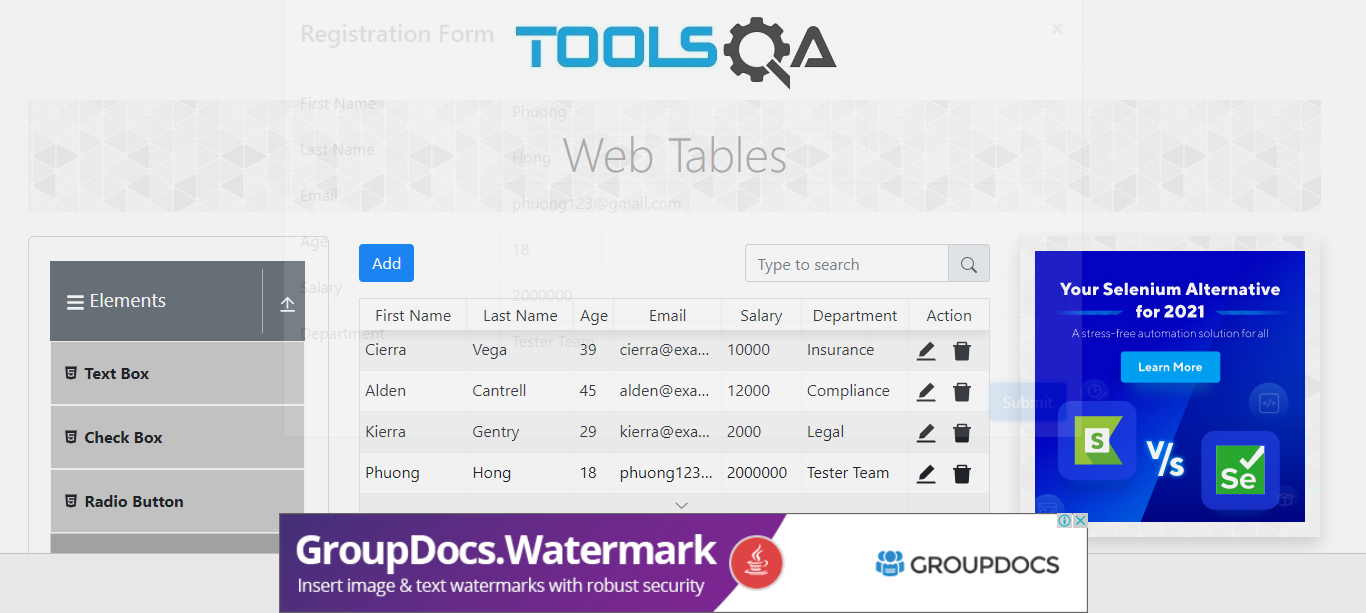 Registration Form
×
TOOLSQA
First Name
Phuong
Web Tables
Last Name
Hong
Email
phuong123@gmail.com
Age
18
Add
Type to search
Elements
Salary
2000000
First Name Last Name Age Email Salary Department Action
Department
Tester Team
Cierra Vega 39 cierra@exa... 10000 Insurance
Alden Cantrell 45 alden@exa... 12000 Compliance
Kierra Gentry 29 kierra@exa... 2000 Legal
Phuong Hong 18 phuong123... 2000000 Tester Team
Submit
Text Box
Check Box
Radio Button
Your Selenium Alternative
for 2021
A stress-free automation solution for all
Learn More
S
V/s
Se
GroupDocs.Watermark
Insert image & text watermarks with robust security
GROUPDOCS